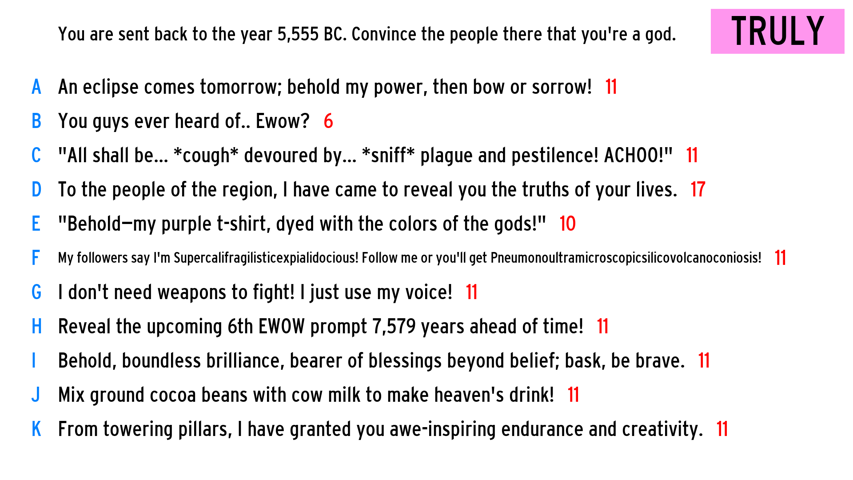 You are sent back to the year 5,555 BC. Convince the people there that you're a god.
TRULY
A An eclipse comes tomorrow; behold my power, then bow or sorrow! 11
B You guys ever heard of.. Ewow? 6
C "All shall be... *cough* devoured by... *sniff* plague and pestilence! ACHOO!" 11
D To the people of the region, I have came to reveal you the truths of your lives. 17
E "Behold—my purple t-shirt, dyed with the colors of the gods!" 10
F My followers say I'm Supercalifragilisticexpialidocious! Follow me or you'll get Pneumonoultramicroscopicsilicovolcanoconiosis! 11
G I don't need weapons to fight! I just use my voice! 11
H Reveal the upcoming 6th EWOW prompt 7,579 years ahead of time! 11
I Behold, boundless brilliance, bearer of blessings beyond belief; bask, be brave. 11
J Mix ground cocoa beans with cow milk to make heaven's drink! 11
K From towering pillars, I have granted you awe-inspiring endurance and creativity. 11